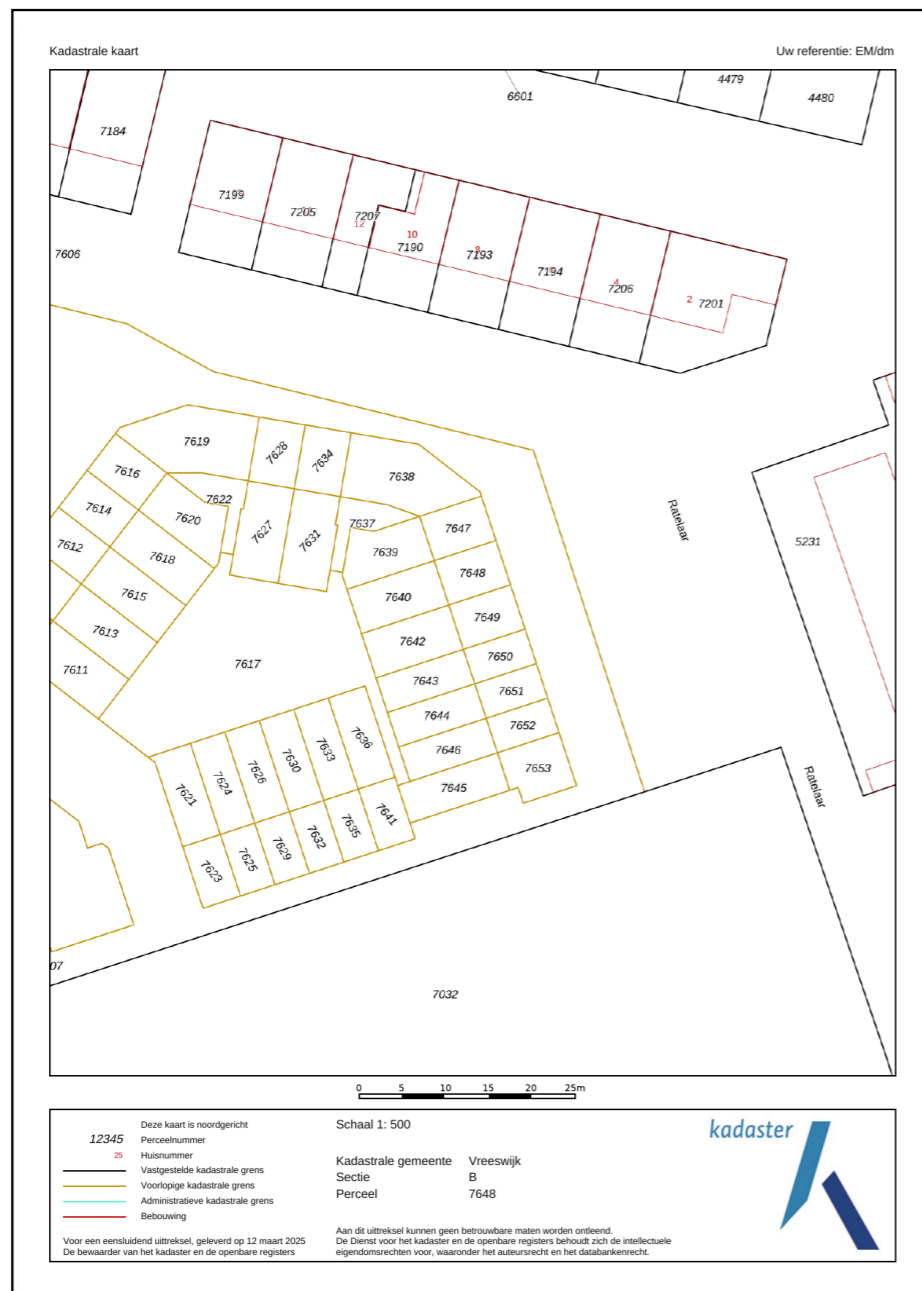 Kadastrale kaart
Uw referentie: EM/dm
4479
4480
6601
7184
7199
7205
7207
12
10
7190
8
7193
7194
4
7206
2
7201
7606
7619
7628
7634
7638
7616
7622
7614
7620
7627
7631
7637
7647
7612
7618
7639
7648
7615
7640
7649
7613
7642
7650
7611
7617
7643
7651
7644
7652
7646
7653
7645
Ratelaar
5231
Ratelaar
7621
7624
7626
7630
7633
7636
7623
7625
7629
7632
7635
7641
07
7032
0 5 10 15 20 25m
Deze kaart is noordgericht
12345 Perceelnummer
25 Huisnummer
Vastgestelde kadastrale grens
Voorlopige kadastrale grens
Administratieve kadastrale grens
Bebouwing
Voor een eensluidend uittreksel, geleverd op 12 maart 2025
De bewaarder van het kadaster en de openbare registers
Schaal 1: 500
Kadastrale gemeente Vreeswijk
Sectie B
Perceel 7648
Aan dit uittreksel kunnen geen betrouwbare maten worden ontleend.
De Dienst voor het kadaster en de openbare registers behoudt zich de intellectuele
eigendomsrechten voor, waaronder het auteursrecht en het databankenrecht.
kadaster